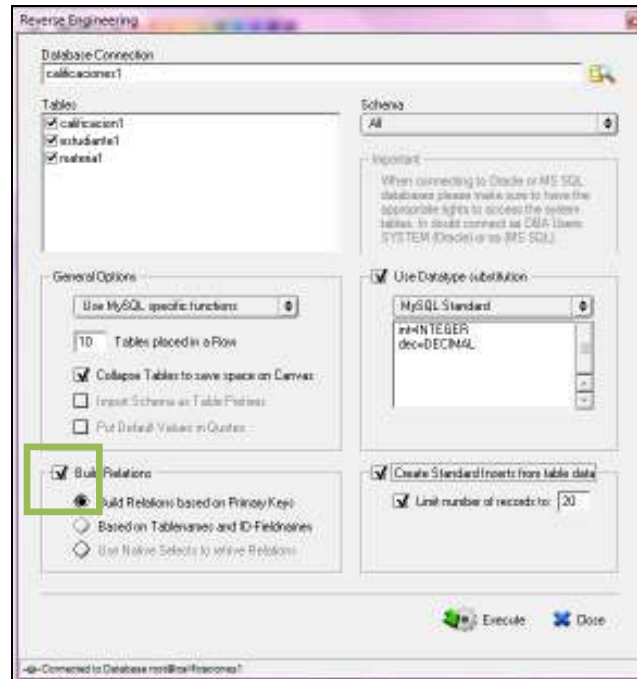 Reverse Engineering
Database Connection
calificaciones1
Tables
calificacion1
estudiante1
materia1
Schema
All
Important
When connecting to Oracle or MS SQL
databases please make sure to have the
appropriate rights to access the system
tables. In doubt connect as DBA Users
SYSTEM (Oracle) or sa (MS SQL).
General Options
Use MySQL specific functions
10 Tables placed in a Row
Collapse Tables to save space on Canvas
Import Schema as Table Prefixes
Put Default Values in Quotes
Use Datatype substitution
MySQL Standard
int=INTEGER
dec=DECIMAL
Build Relations
Build Relations based on Primary Keys
Based on Tablenames and ID-Fieldnames
Use Native Selects to retrive Relations
Create Standard Inserts from table data
Limit number of records to: 20
Execute
Close
Connected to Database root@calificaciones1